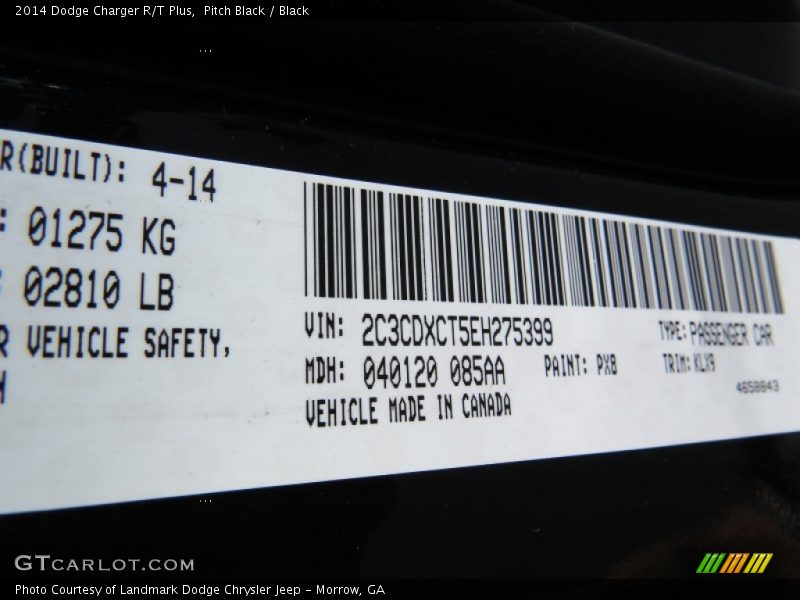 2014 Dodge Charger R/T Plus,  Pitch Black / Black
R(BUILT): 4-14
: 01275 KG
: 02810 LB
R VEHICLE SAFETY,
VIN: 2C3CDXCT5EH275399
TYPE: PASSENGER CAR
MDH: 040120 085AA
PAINT: PX8
TRIM: KLX9
VEHICLE MADE IN CANADA
4658843
GTCARLOT.COM
Photo Courtesy of Landmark Dodge Chrysler Jeep - Morrow, GA